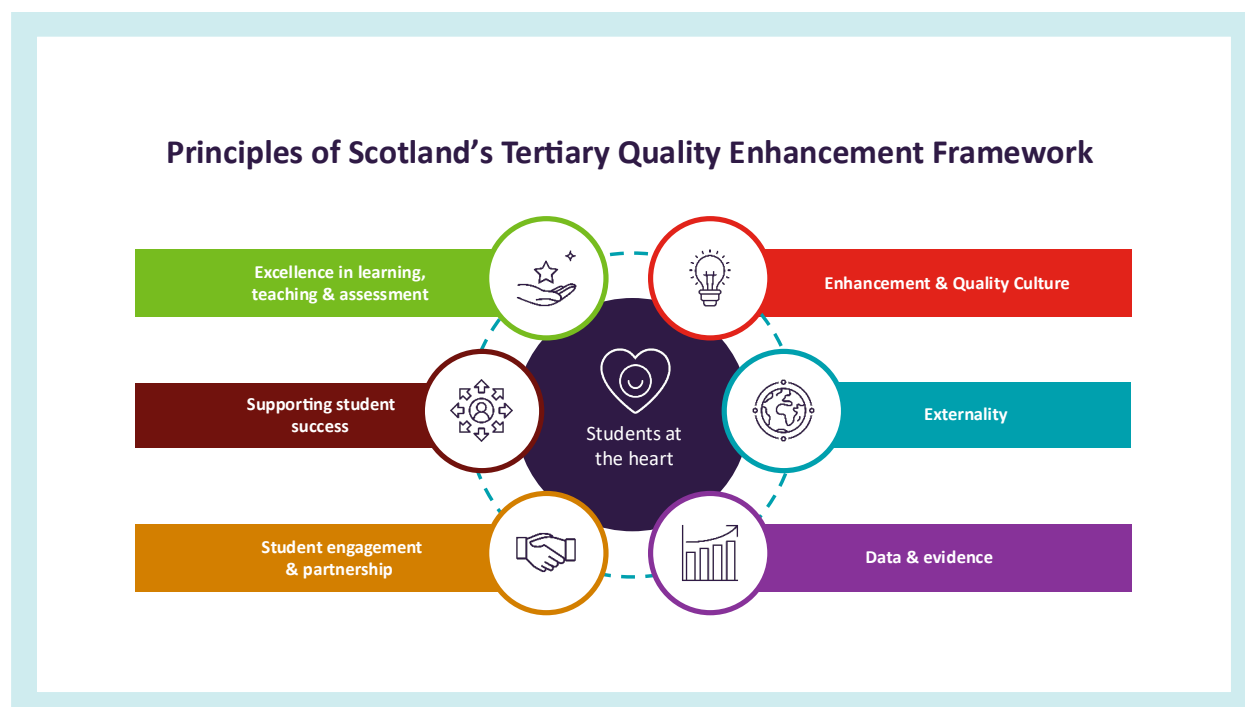 Principles of Scotland’s Tertiary Quality Enhancement Framework
Excellence in learning,
teaching & assessment
Enhancement & Quality Culture
Supporting student
success
Students at
the heart
Externality
Student engagement
& partnership
Data & evidence